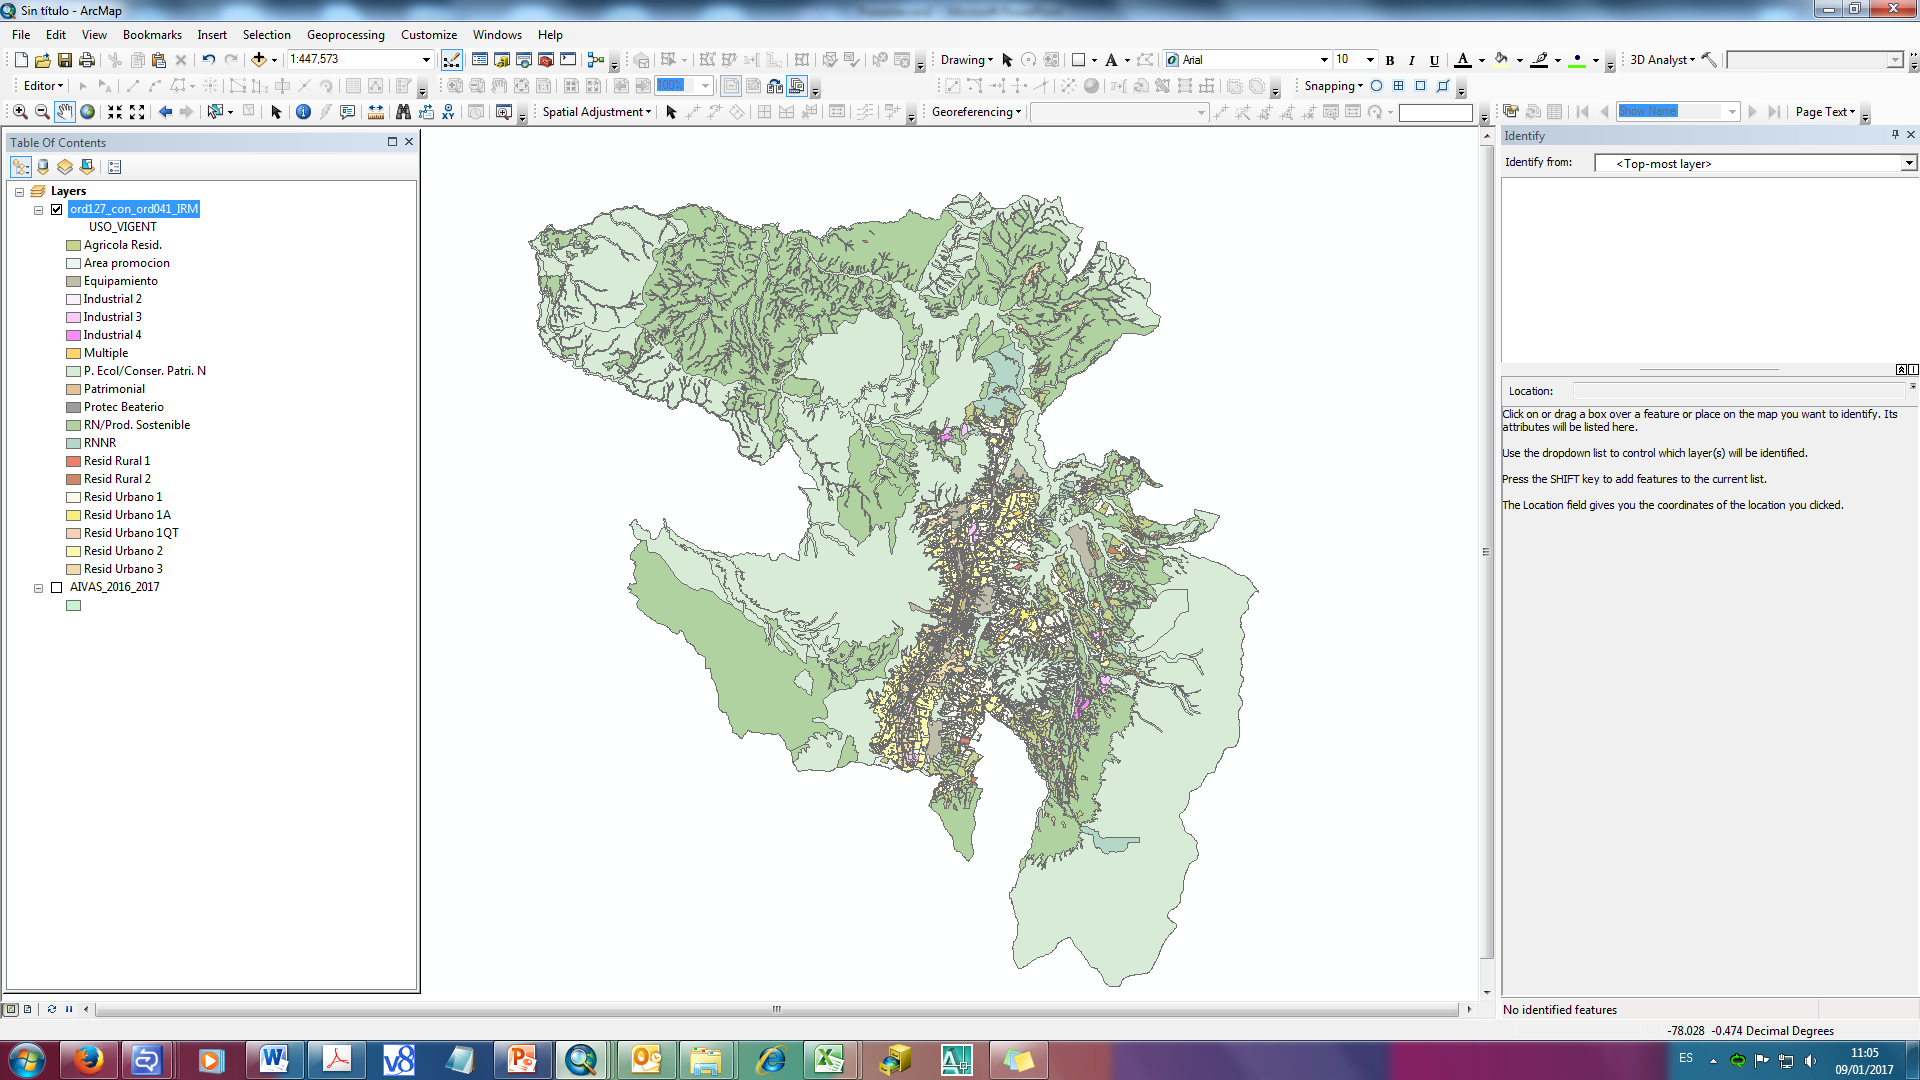 Sin título - ArcMap
File Edit View Bookmarks Insert Selection Geoprocessing Customize Windows Help
1:447,573
Drawing
Arial
10
B I U A
3D Analyst
Editor
100%
Snapping
Spatial Adjustment
Georeferencing
Show Name
Page Text
Table Of Contents
Layers
ord127_con_ord041_IRM
USO_VIGENT
Agricola Resid.
Area promocion
Equipamiento
Industrial 2
Industrial 3
Industrial 4
Multiple
P. Ecol/Conser. Patri. N
Patrimonial
Protec Beaterio
RN/Prod. Sostenible
RNNR
Resid Rural 1
Resid Rural 2
Resid Urbano 1
Resid Urbano 1A
Resid Urbano 1QT
Resid Urbano 2
Resid Urbano 3
AIVAS_2016_2017
Identify
Identify from:
<Top-most layer>
Location:
Click on or drag a box over a feature or place on the map you want to identify. Its
attributes will be listed here.
Use the dropdown list to control which layer(s) will be identified.
Press the SHIFT key to add features to the current list.
The Location field gives you the coordinates of the location you clicked.
No identified features
-78.028 -0.474 Decimal Degrees
ES
11:05
09/01/2017